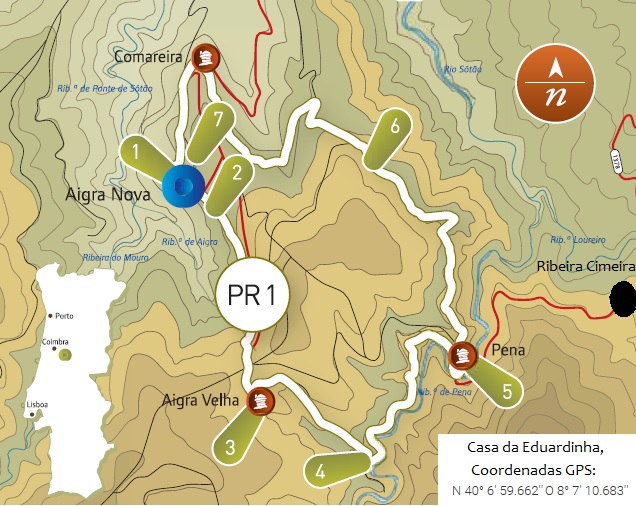 Comareira
Rio Sótão
n
Rib.ª de Ponte de Sótão
7
6
1
2
1378
Aigra Nova
Rib.ª de Aigra
Rib.ª Loureiro
Ribeira do Mouro
Ribeira Cimeira
PR 1
Porto
Coimbra
Pena
Lisboa
Aigra Velha
Rib.ª de Pena
5
3
4
Casa da Eduardinha,
Coordenadas GPS:
N 40° 6' 59.662'' O 8° 7' 10.683''